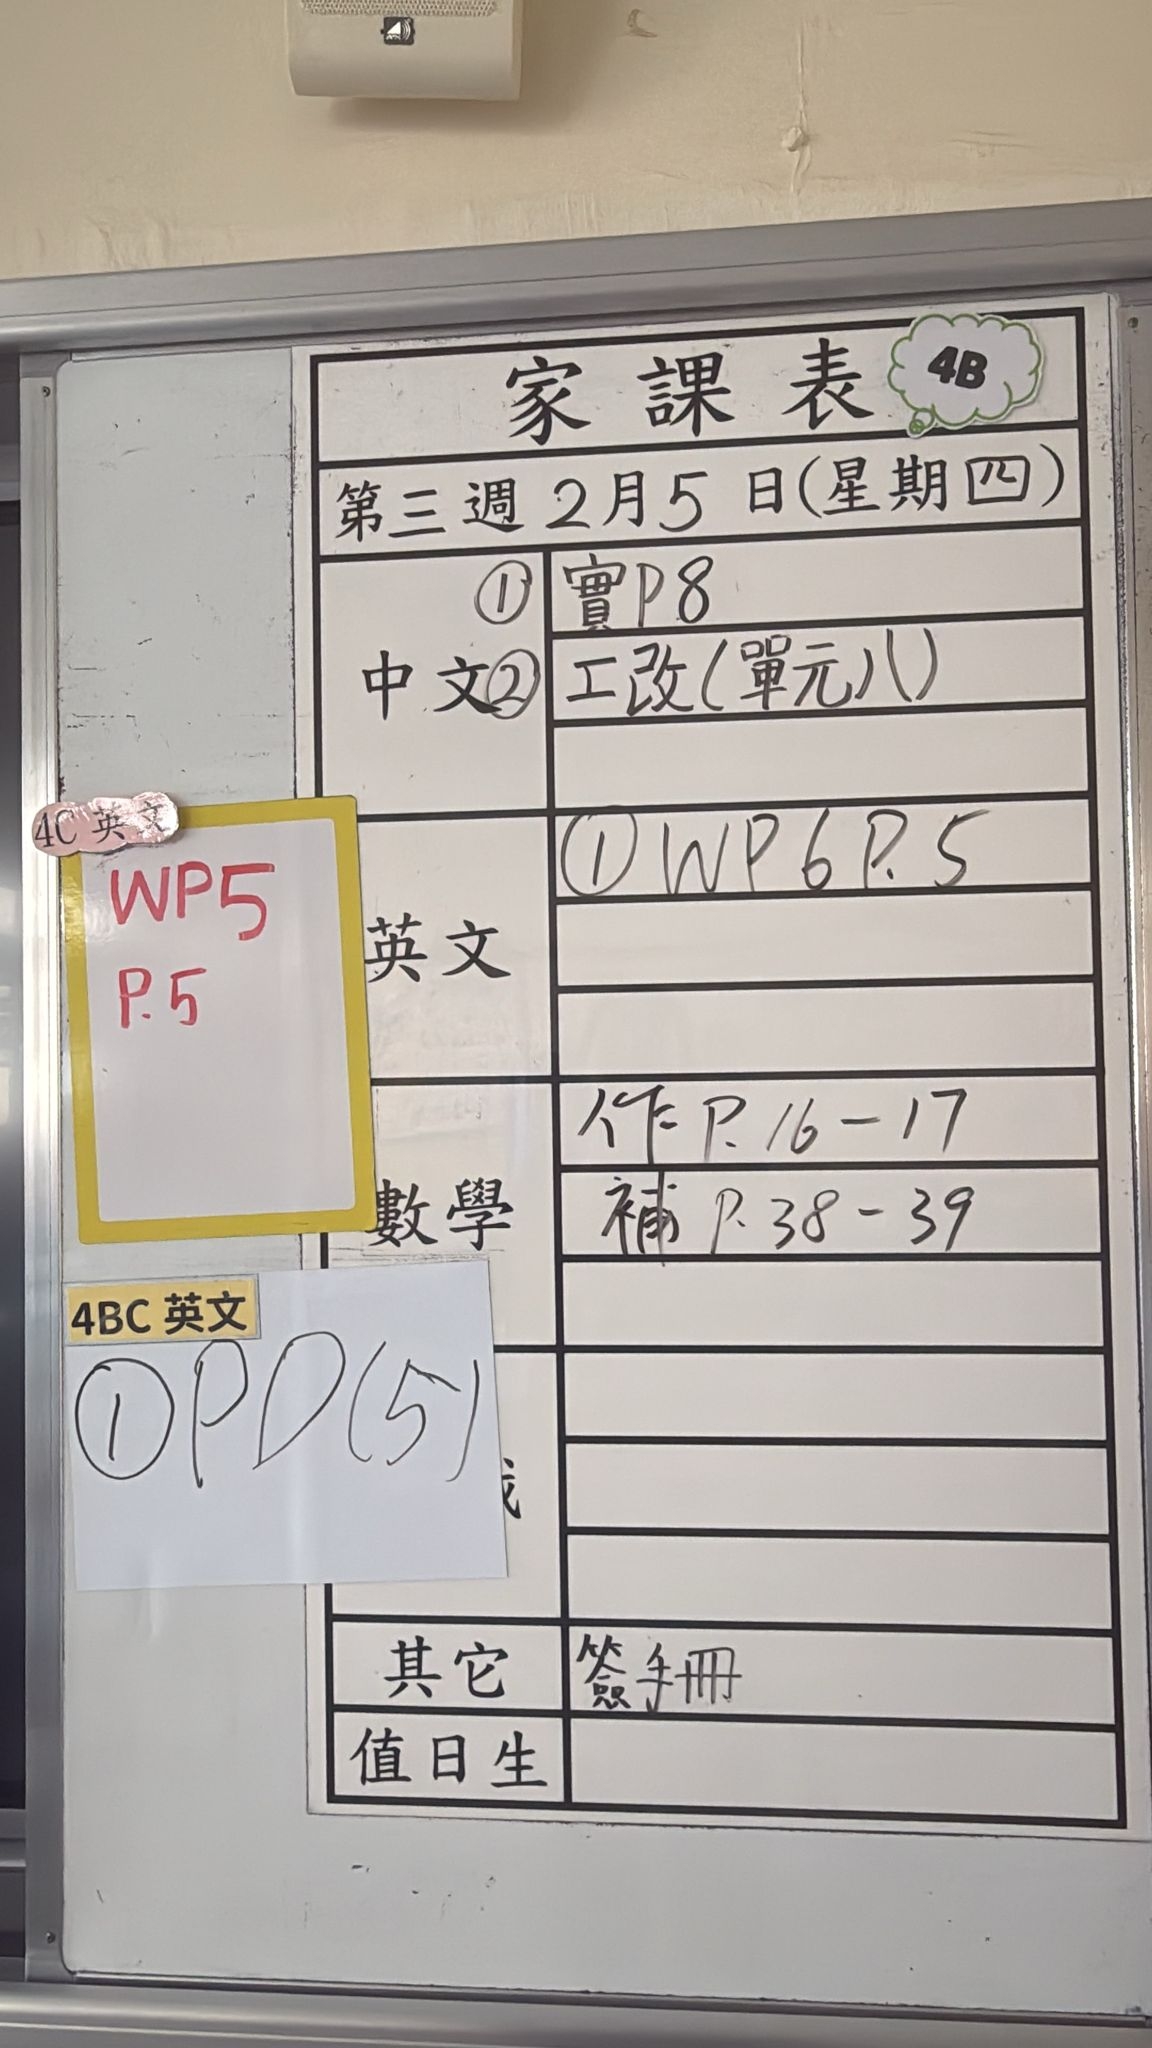 家課表 4B
第三週 2月5日(星期四)
中文
① 實P8
② 工改(單元八)
英文
① WP6 P.5
數學
作 P.16-17
補 P.38-39
其它 簽手冊
值日生
4C 英文
WP5
P.5
4BC 英文
① PD(5)